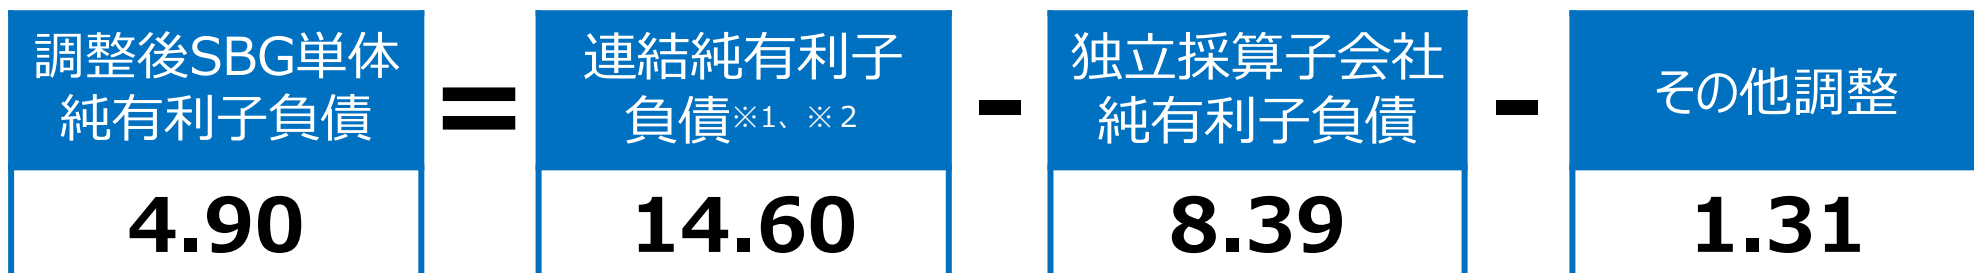 調整後SBG単体
純有利子負債
=
連結純有利子
負債※1、※２
-
独立採算子会社
純有利子負債
-
その他調整
4.90
14.60
8.39
1.31